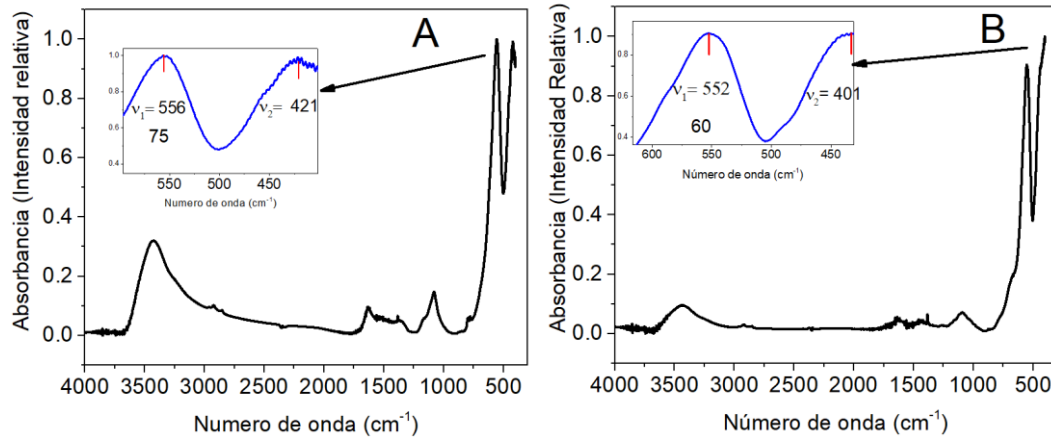 A
Absorbancia (Intensidad relativa)
1.0
0.8
0.6
0.4
0.2
0.0
4000 3500 3000 2500 2000 1500 1000 500
Numero de onda (cm-1)
1.0
0.8
0.6
0.4
ν1= 556
75
ν2= 421
550 500 450
Numero de onda (cm-1)
B
Absorbancia (Intensidad Relativa)
1.0
0.8
0.6
0.4
0.2
0.0
4000 3500 3000 2500 2000 1500 1000 500
Número de onda (cm-1)
0.8
0.6
0.4
ν1= 552
60
ν2= 401
600 550 500 450
Número de onda (cm-1)